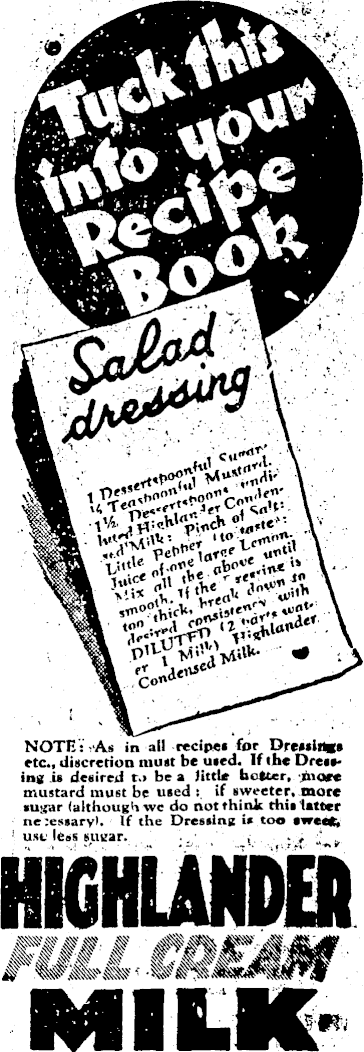 Tuck this
into your
Recipe
Book
Salad
dressing
1 Dessertspoonful Sugar.
¼ Teaspoonful Mustard.
1½ Dessertspoons undi-
luted Highlander Conden-
sed Milk: Pinch of Salt:
Little Pepper (to taste):
Juice of one large Lemon.
Mix all the above until
smooth. If the Dressing is
too thick, break down to
desired consistency with
DILUTED (2 parts wat-
er 1 Milk) Highlander
Condensed Milk.
NOTE: As in all recipes for Dressings
etc., discretion must be used. If the Dress-
ing is desired to be a little hotter, more
mustard must be used: if sweeter, more
sugar (although we do not think this latter
necessary). If the Dressing is too sweet,
use less sugar.
HIGHLANDER
FULL CREAM
MILK